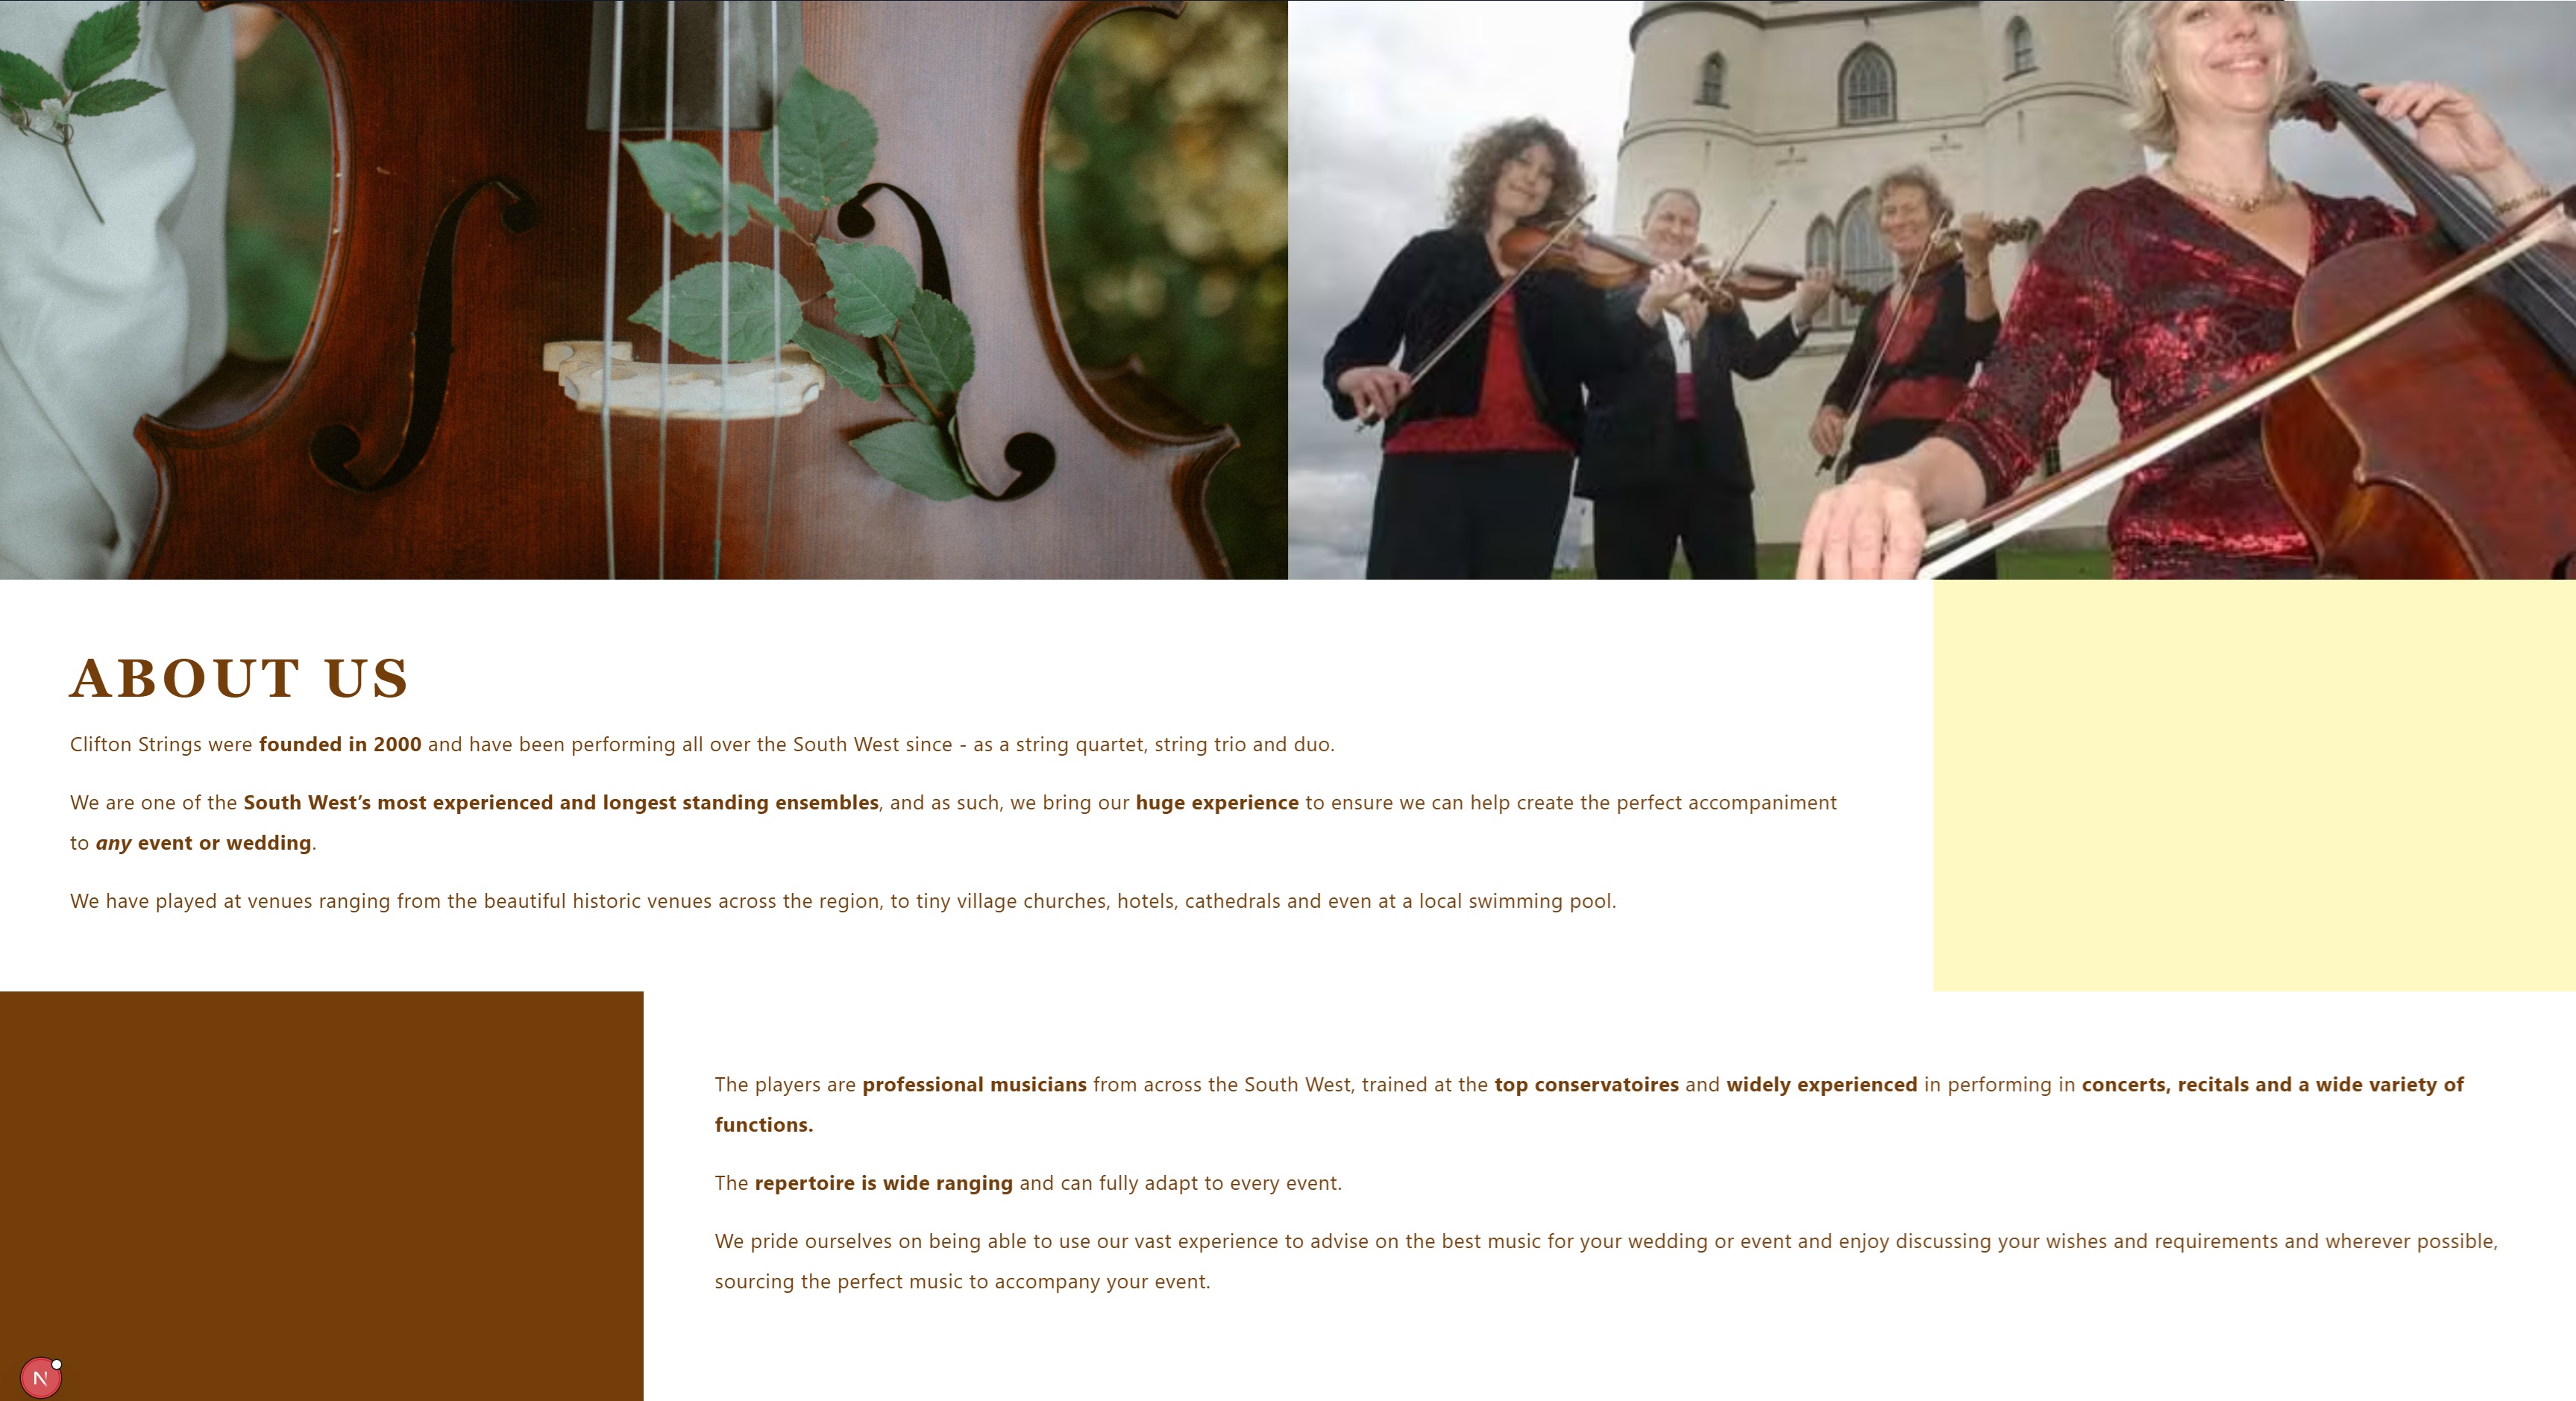 ABOUT US
Clifton Strings were founded in 2000 and have been performing all over the South West since - as a string quartet, string trio and duo.
We are one of the South West’s most experienced and longest standing ensembles, and as such, we bring our huge experience to ensure we can help create the perfect accompaniment
to any event or wedding.
We have played at venues ranging from the beautiful historic venues across the region, to tiny village churches, hotels, cathedrals and even at a local swimming pool.
The players are professional musicians from across the South West, trained at the top conservatoires and widely experienced in performing in concerts, recitals and a wide variety of
functions.
The repertoire is wide ranging and can fully adapt to every event.
We pride ourselves on being able to use our vast experience to advise on the best music for your wedding or event and enjoy discussing your wishes and requirements and wherever possible,
sourcing the perfect music to accompany your event.
N